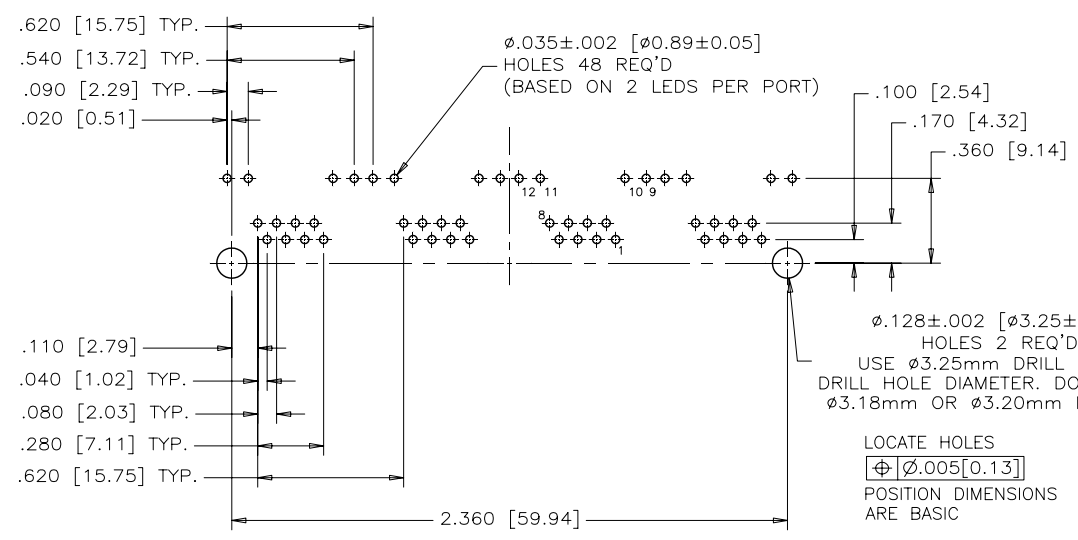 .620 [15.75] TYP.
.540 [13.72] TYP.
.090 [2.29] TYP.
.020 [0.51]
ø.035±.002 [ø0.89±0.05]
HOLES 48 REQ'D
(BASED ON 2 LEDS PER PORT)
.100 [2.54]
.170 [4.32]
.360 [9.14]
12 11
10 9
8
1
.110 [2.79]
.040 [1.02] TYP.
.080 [2.03] TYP.
.280 [7.11] TYP.
.620 [15.75] TYP.
2.360 [59.94]
ø.128±.002 [ø3.25±
HOLES 2 REQ'D
USE ø3.25mm DRILL
DRILL HOLE DIAMETER. DO
ø3.18mm OR ø3.20mm
LOCATE HOLES
⌖ Ø.005[0.13]
POSITION DIMENSIONS
ARE BASIC